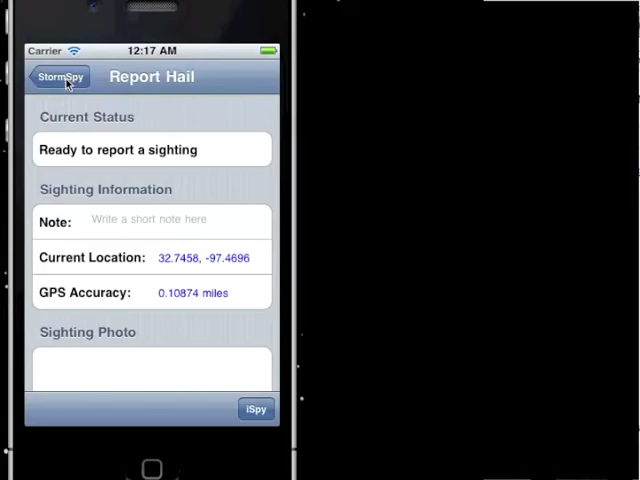 Carrier 12:17 AM
StormSpy Report Hail
Current Status
Ready to report a sighting
Sighting Information
Note: Write a short note here
Current Location: 32.7458, -97.4696
GPS Accuracy: 0.10874 miles
Sighting Photo
iSpy